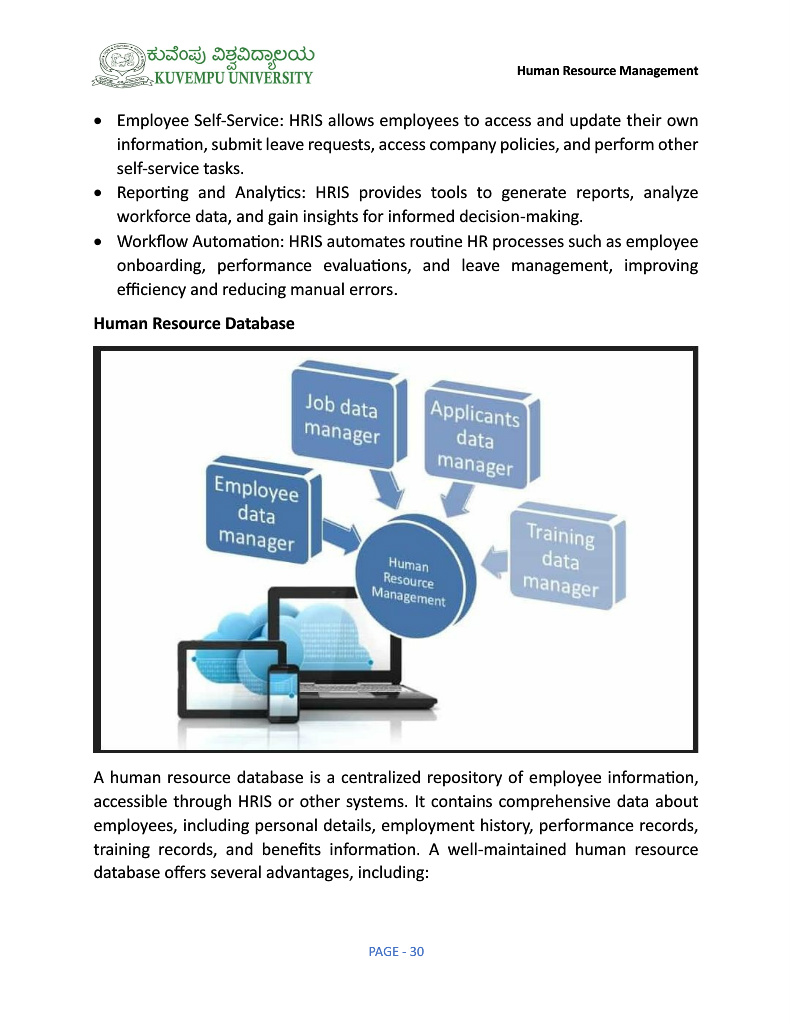 ಕುವೆಂಪು ವಿಶ್ವವಿದ್ಯಾಲಯ
KUVEMPU UNIVERSITY
Human Resource Management
• Employee Self-Service: HRIS allows employees to access and update their own
information, submit leave requests, access company policies, and perform other
self-service tasks.
• Reporting and Analytics: HRIS provides tools to generate reports, analyze
workforce data, and gain insights for informed decision-making.
• Workflow Automation: HRIS automates routine HR processes such as employee
onboarding, performance evaluations, and leave management, improving
efficiency and reducing manual errors.
Human Resource Database
Job data
manager
Applicants
data
manager
Employee
data
manager
Training
data
manager
Human
Resource
Management
A human resource database is a centralized repository of employee information,
accessible through HRIS or other systems. It contains comprehensive data about
employees, including personal details, employment history, performance records,
training records, and benefits information. A well-maintained human resource
database offers several advantages, including:
PAGE - 30